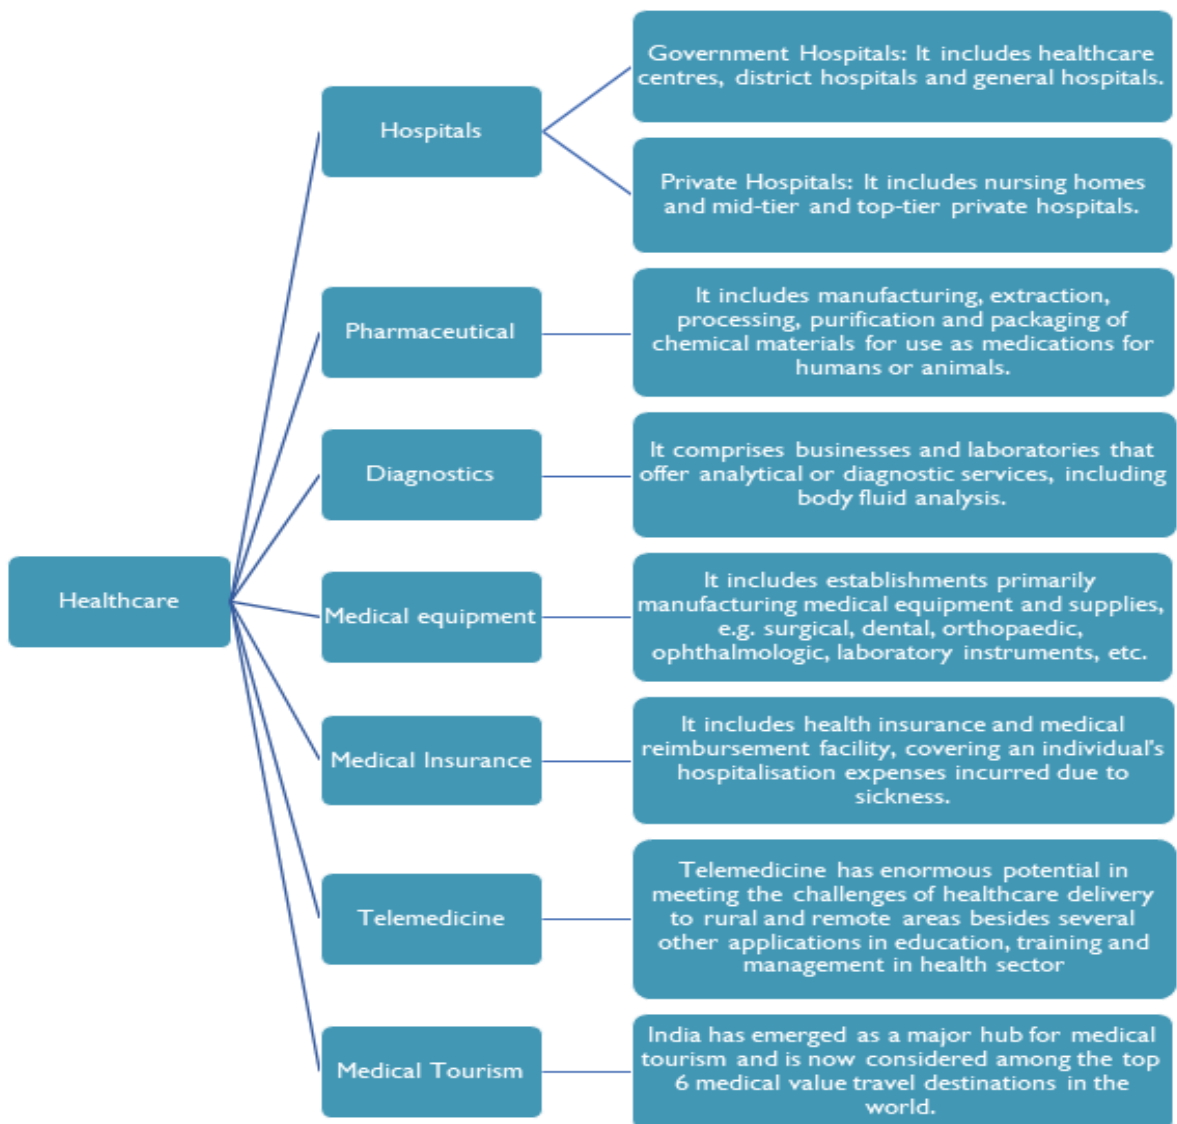 Healthcare
Hospitals
Government Hospitals: It includes healthcare
centres, district hospitals and general hospitals.
Private Hospitals: It includes nursing homes
and mid-tier and top-tier private hospitals.
Pharmaceutical
It includes manufacturing, extraction,
processing, purification and packaging of
chemical materials for use as medications for
humans or animals.
Diagnostics
It comprises businesses and laboratories that
offer analytical or diagnostic services, including
body fluid analysis.
Medical equipment
It includes establishments primarily
manufacturing medical equipment and supplies,
e.g. surgical, dental, orthopaedic,
ophthalmologic, laboratory instruments, etc.
Medical Insurance
It includes health insurance and medical
reimbursement facility, covering an individual's
hospitalisation expenses incurred due to
sickness.
Telemedicine
Telemedicine has enormous potential in
meeting the challenges of healthcare delivery
to rural and remote areas besides several
other applications in education, training and
management in health sector
Medical Tourism
India has emerged as a major hub for medical
tourism and is now considered among the top
6 medical value travel destinations in the
world.